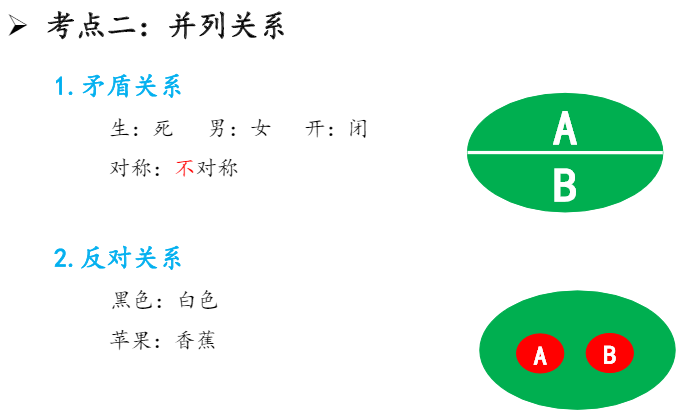 ➢ 考点二：并列关系
1.矛盾关系
生：死 男：女 开：闭
对称：不对称
A
B
2.反对关系
黑色：白色
苹果：香蕉
A B